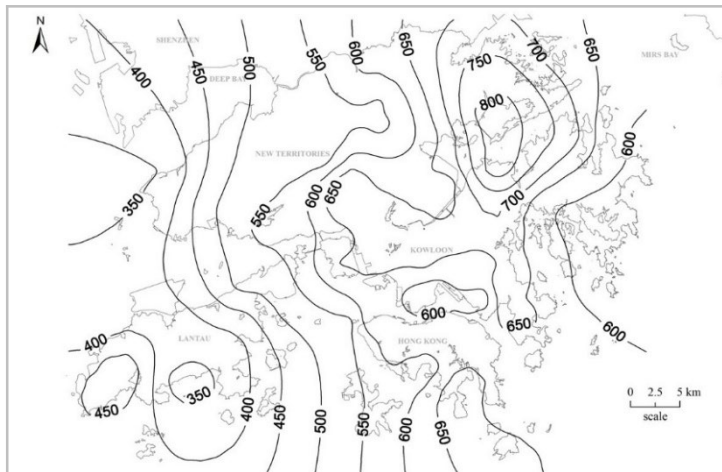 N
SHENZHEN
DEEP BAY
MIRS BAY
NEW TERRITORIES
KOWLOON
LANTAU
HONG KONG
400
450
500
550
600
650
700
650
750
800
600
350
550
600
650
700
600
650
600
400
450
350
400
450
500
550
600
650
0 2.5 5 km
scale